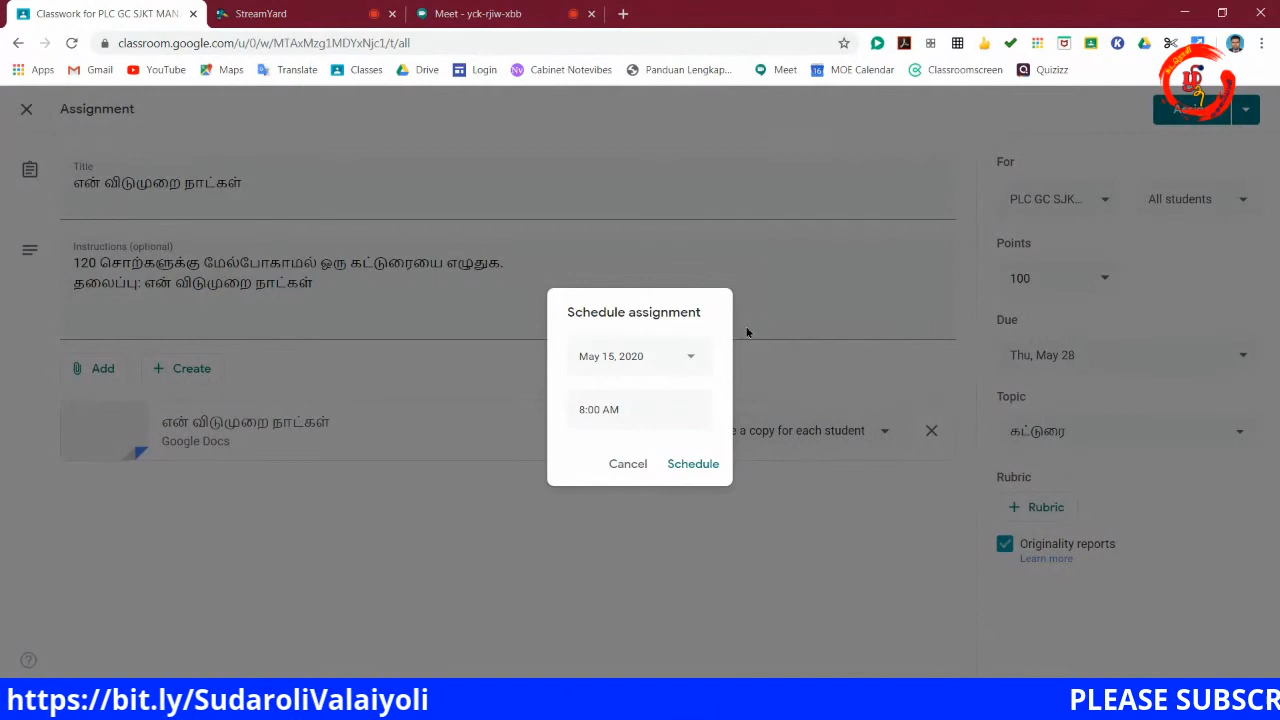 Classwork for PLC GC SJKT MAN
StreamYard
Meet - yck-rjiw-xbb
classroom.google.com/u/0/w/MTAxMzg1MDYyNjc1/t/all
Apps Gmail YouTube Maps Translate Classes Drive Login Cabinet Notevibes Panduan Lengkap... Meet MOE Calendar Classroomscreen Quizizz
Assignment
Title
என் விடுமுறை நாட்கள்
Instructions (optional)
120 சொற்களுக்கு மேல்போகாமல் ஒரு கட்டுரையை எழுதுக.
தலைப்பு: என் விடுமுறை நாட்கள்
Add
Create
என் விடுமுறை நாட்கள்
Google Docs
e a copy for each student
Schedule assignment
May 15, 2020
8:00 AM
Cancel Schedule
For
PLC GC SJK... All students
Points
100
Due
Thu, May 28
Topic
கட்டுரை
Rubric
Rubric
Originality reports
Learn more
https://bit.ly/SudaroliValaiyoli
PLEASE SUBSCR